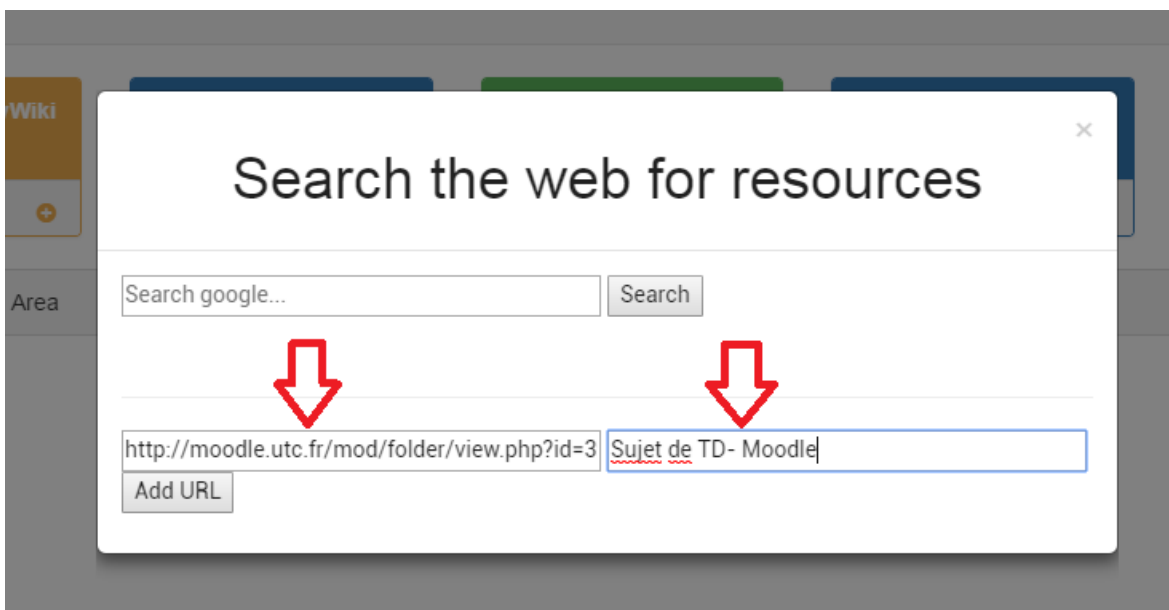 Wiki
×
Search the web for resources
Area
Search google...
Search
http://moodle.utc.fr/mod/folder/view.php?id=3
Sujet de TD- Moodle
Add URL